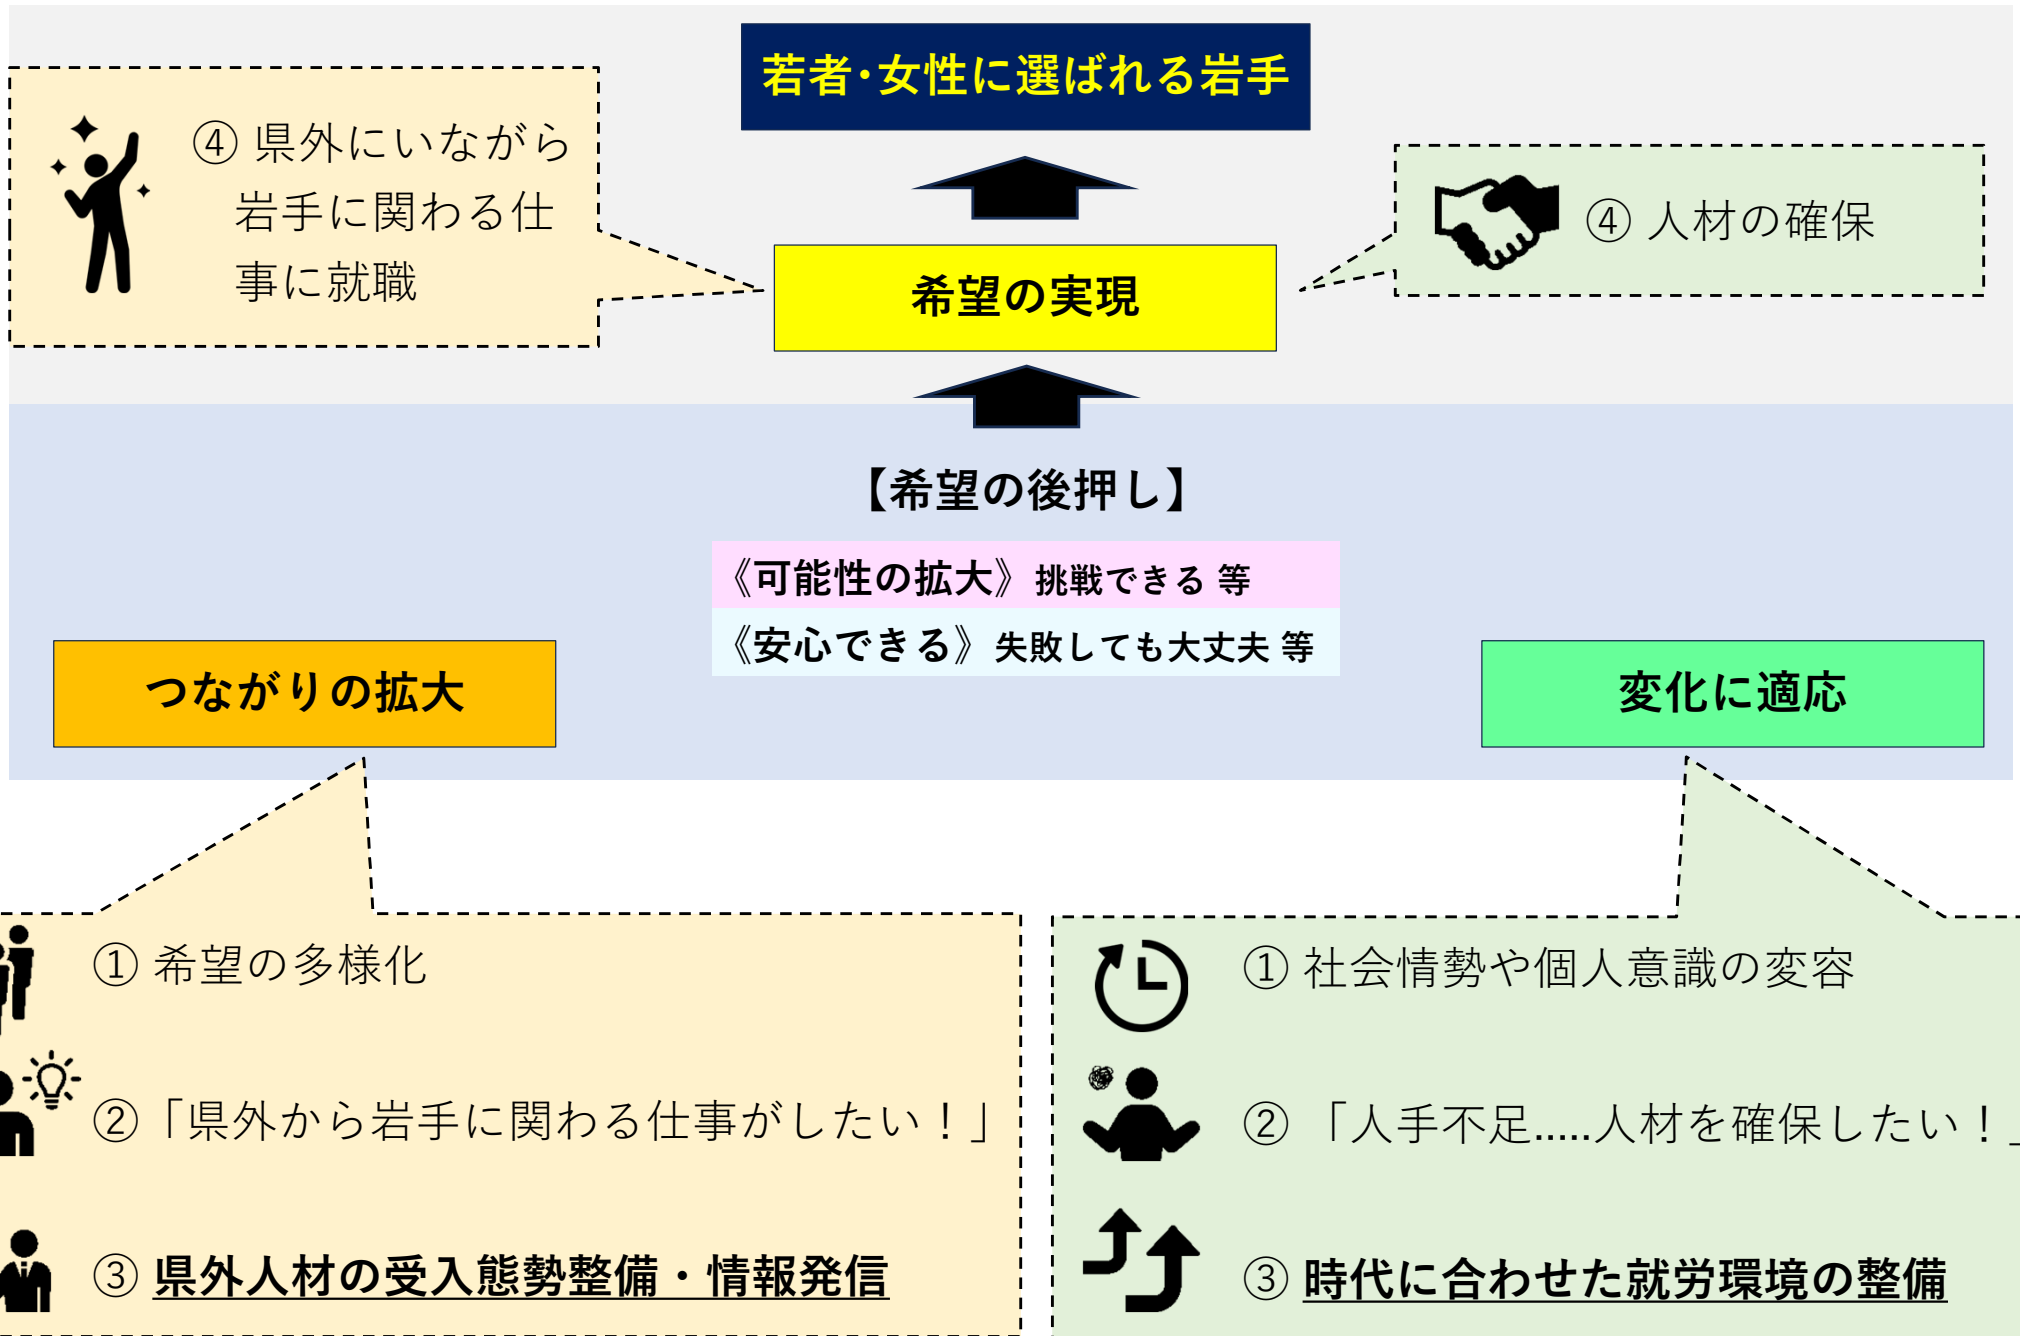 若者・女性に選ばれる岩手
④ 県外にいながら
岩手に関わる仕
事に就職
④ 人材の確保
希望の実現
【希望の後押し】
《可能性の拡大》挑戦できる 等
《安心できる》失敗しても大丈夫 等
つながりの拡大
変化に適応
① 希望の多様化
②「県外から岩手に関わる仕事がしたい！」
③ 県外人材の受入態勢整備・情報発信
① 社会情勢や個人意識の変容
② 「人手不足.....人材を確保したい！」
③ 時代に合わせた就労環境の整備